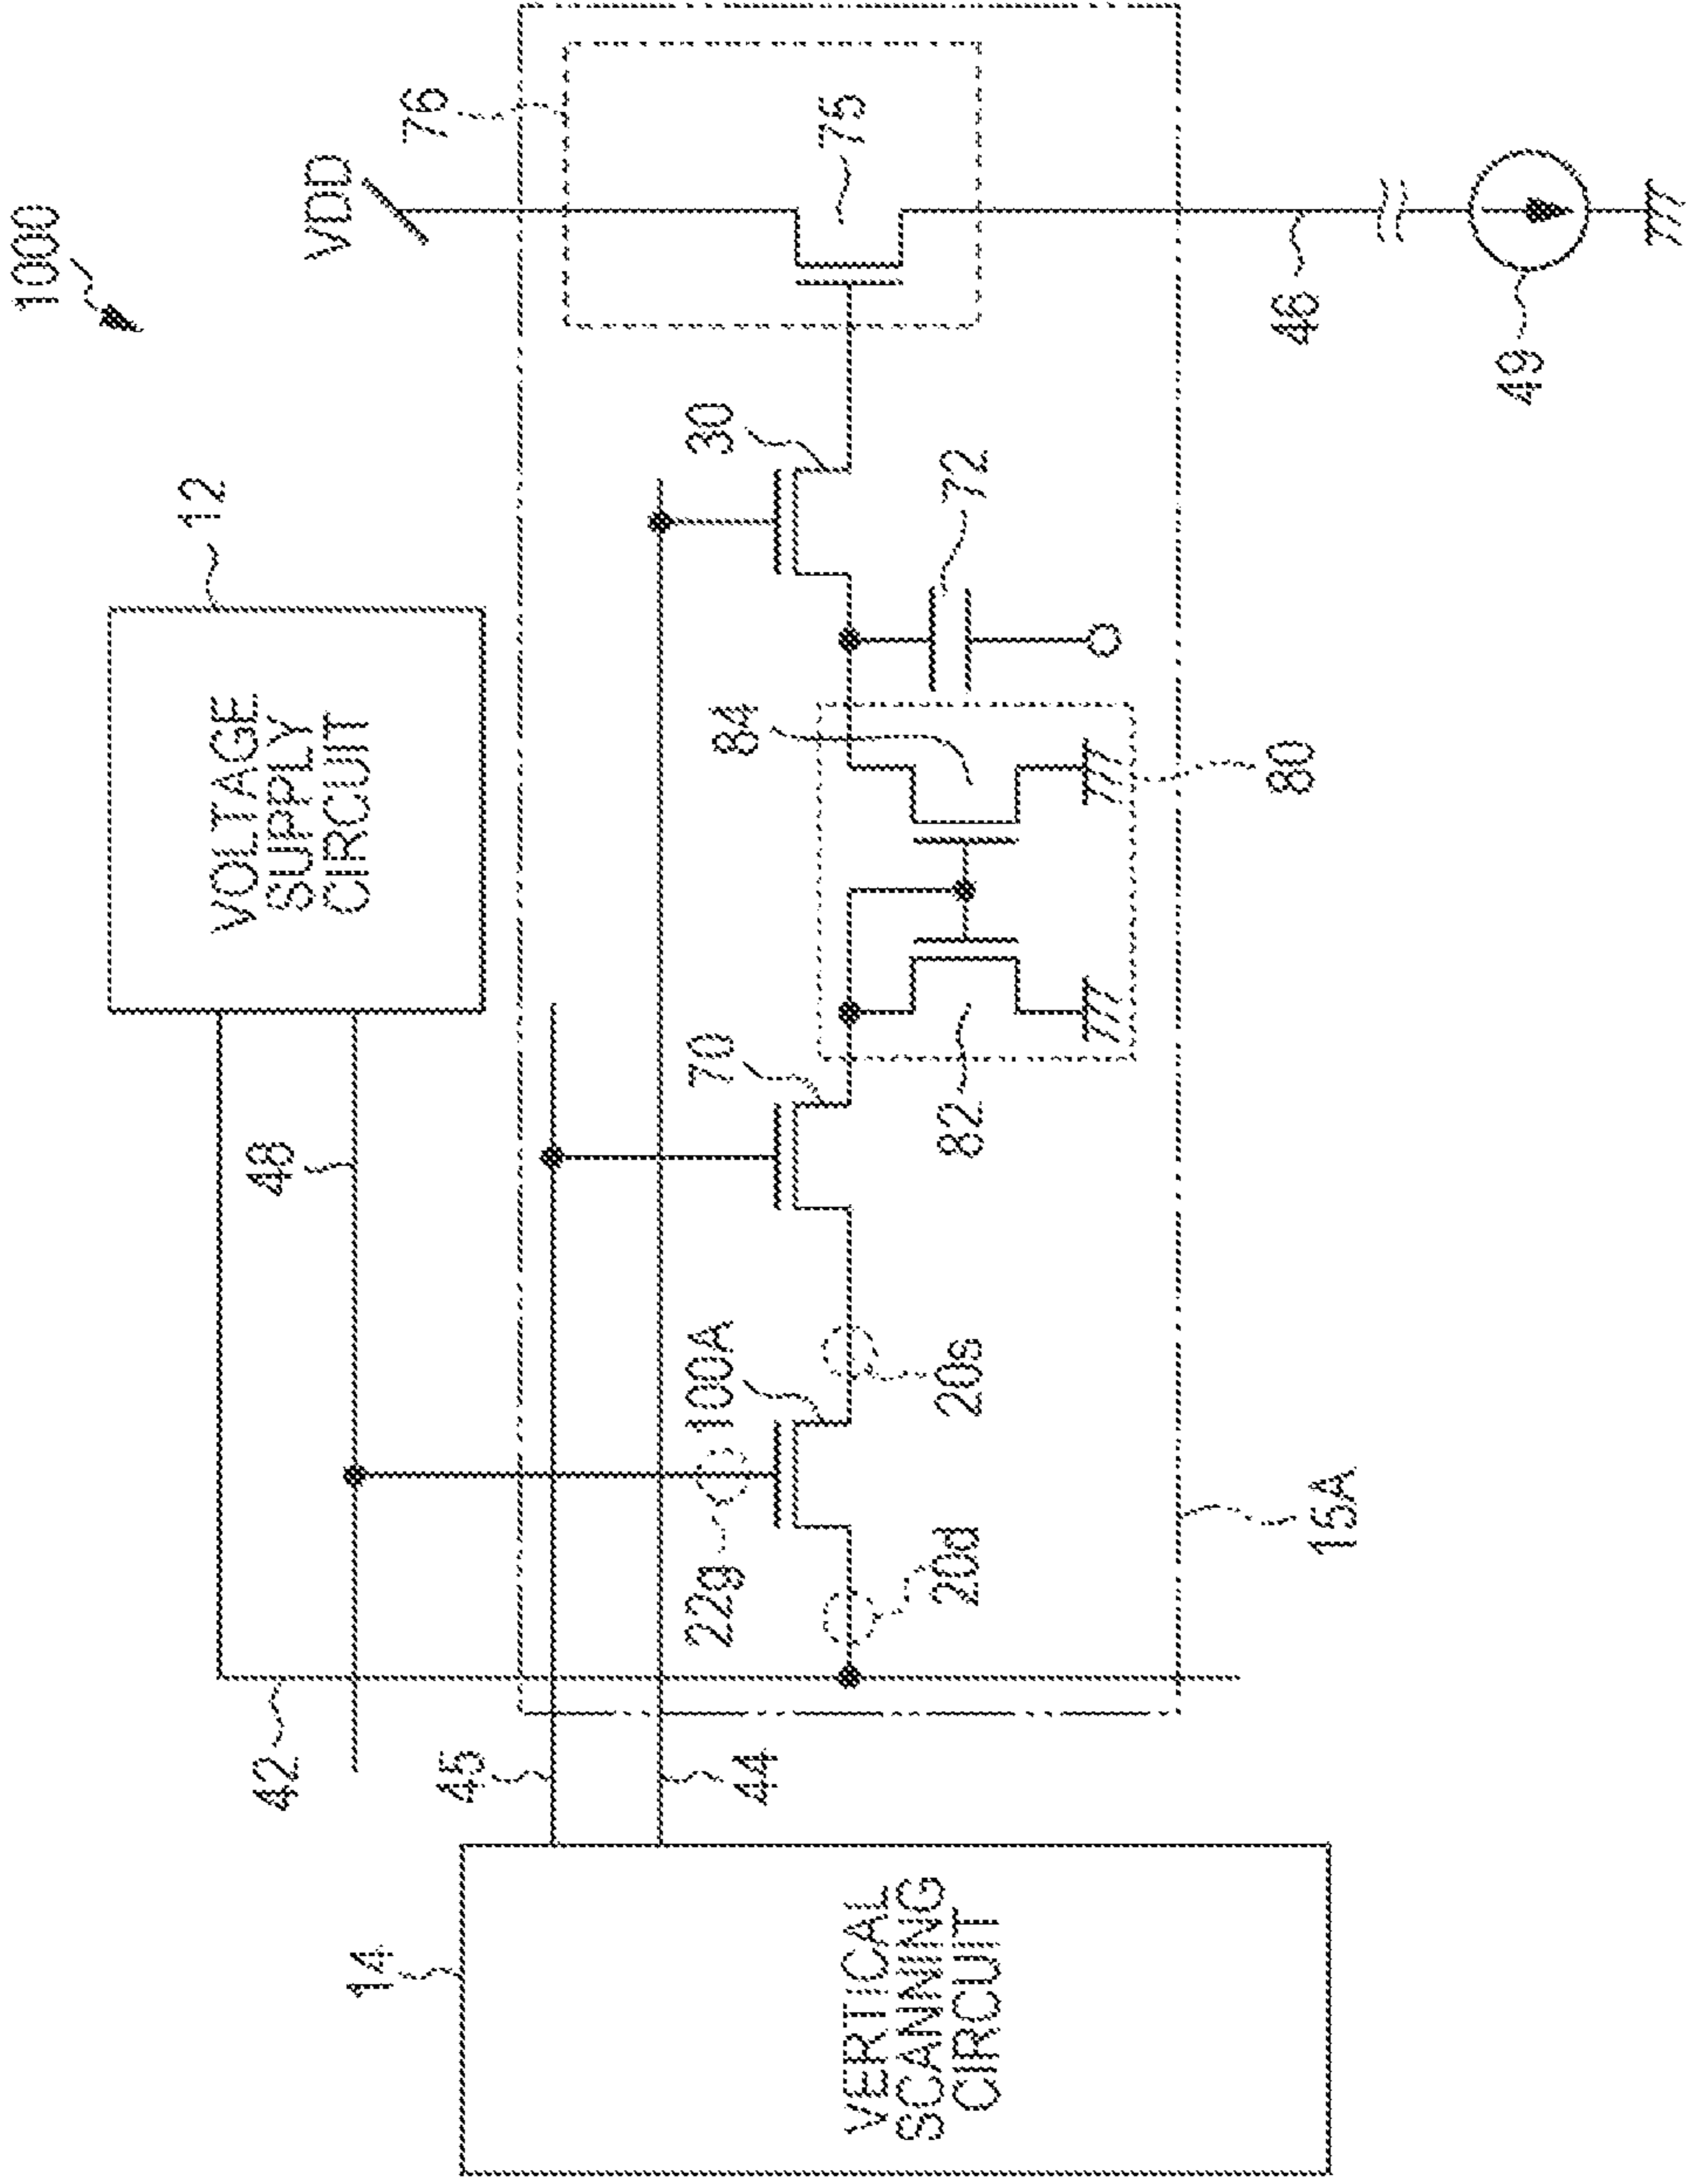 1000
VDD
76
12
VOLTAGE
SUPPLY
CIRCUIT
75
48
30
42
70
84
72
100A
22g
45
44
14
82
20s
20d
80
46
49
15A
VERTICAL
SCANNING
CIRCUIT